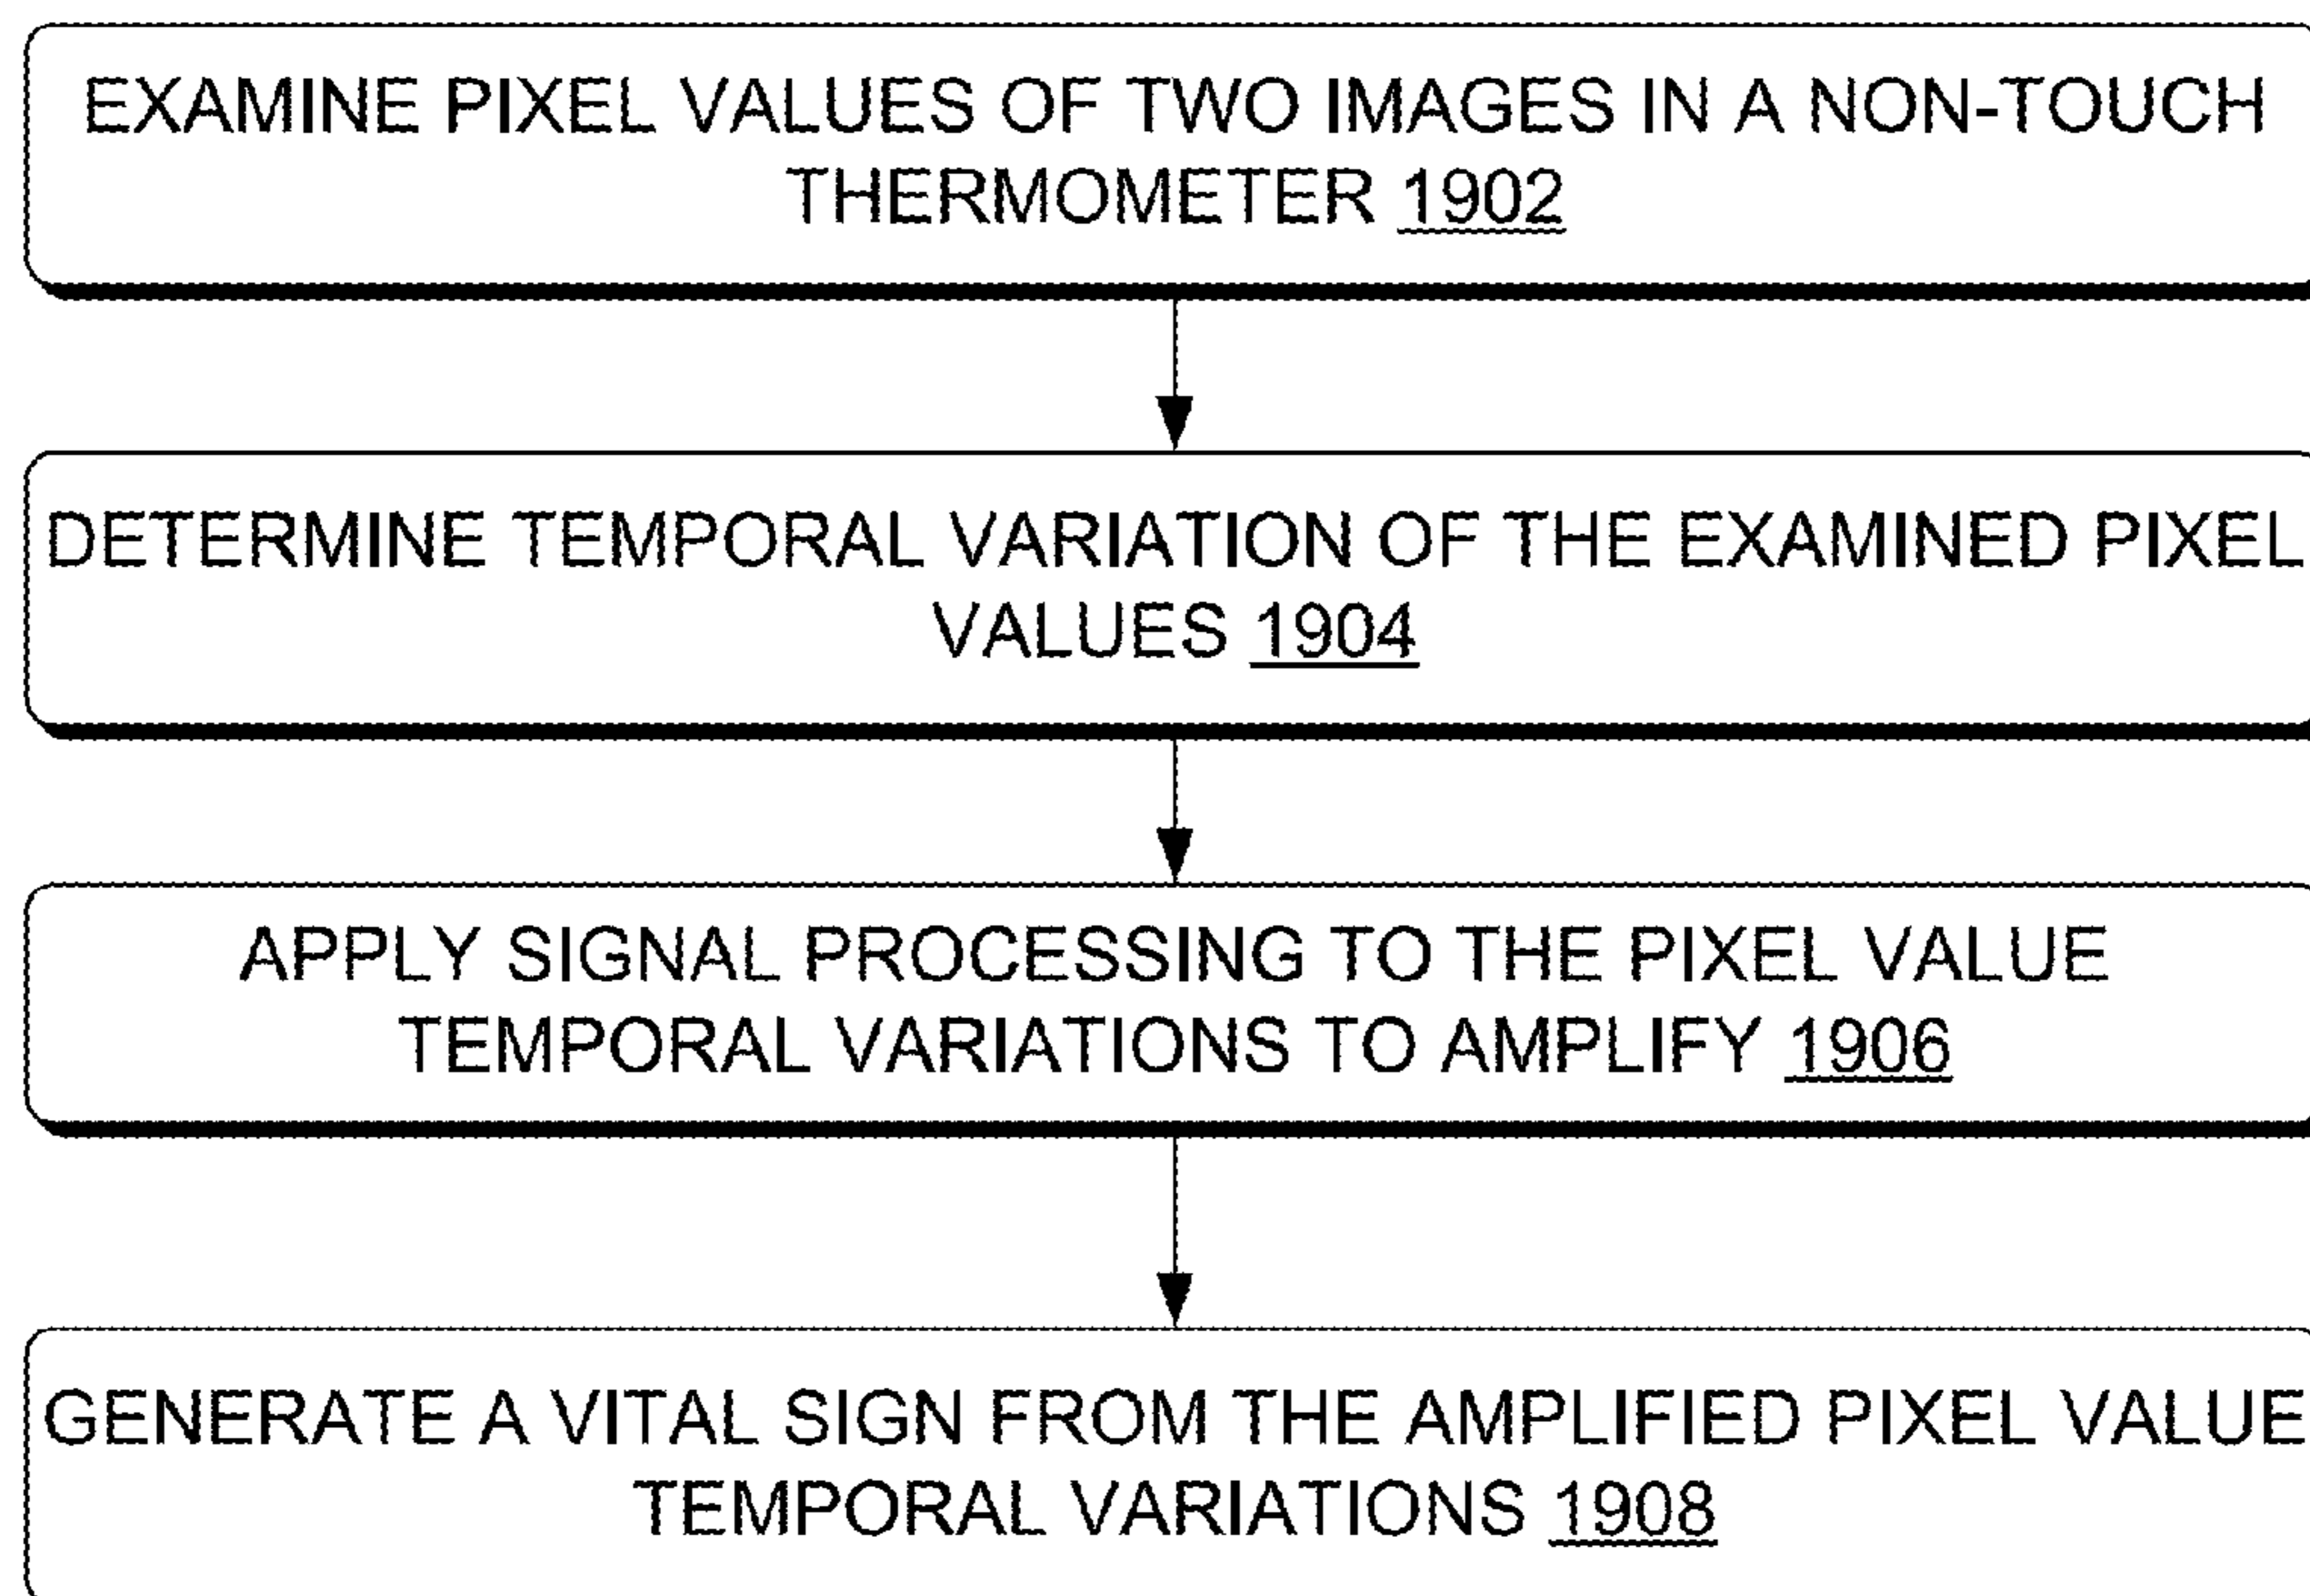 EXAMINE PIXEL VALUES OF TWO IMAGES IN A NON-TOUCH
THERMOMETER 1902
DETERMINE TEMPORAL VARIATION OF THE EXAMINED PIXEL
VALUES 1904
APPLY SIGNAL PROCESSING TO THE PIXEL VALUE
TEMPORAL VARIATIONS TO AMPLIFY 1906
GENERATE A VITAL SIGN FROM THE AMPLIFIED PIXEL VALUE
TEMPORAL VARIATIONS 1908